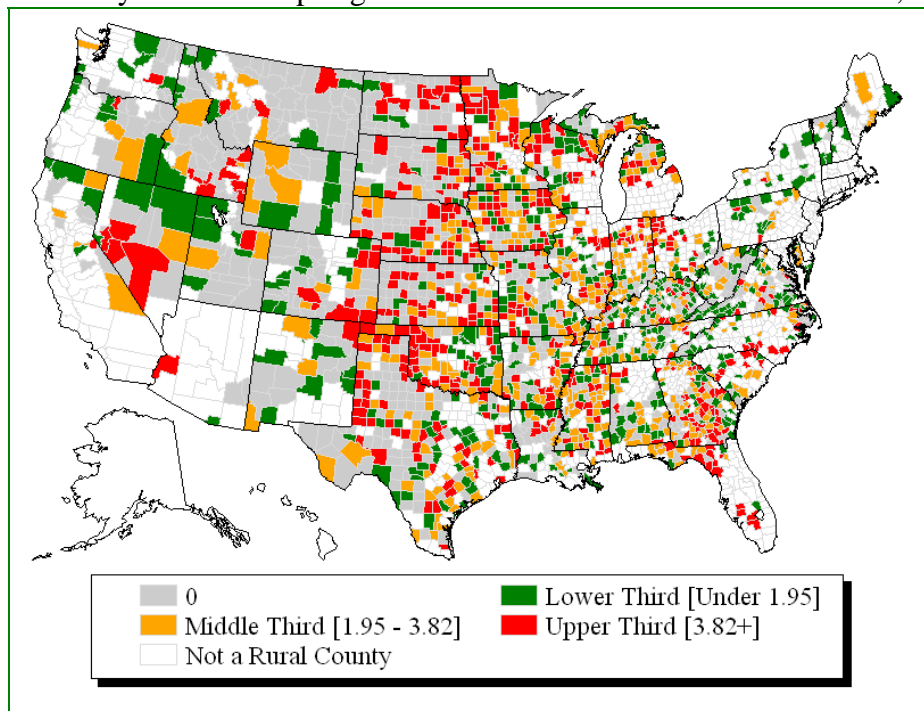 0
Lower Third [Under 1.95]
Middle Third [1.95 - 3.82]
Upper Third [3.82+]
Not a Rural County